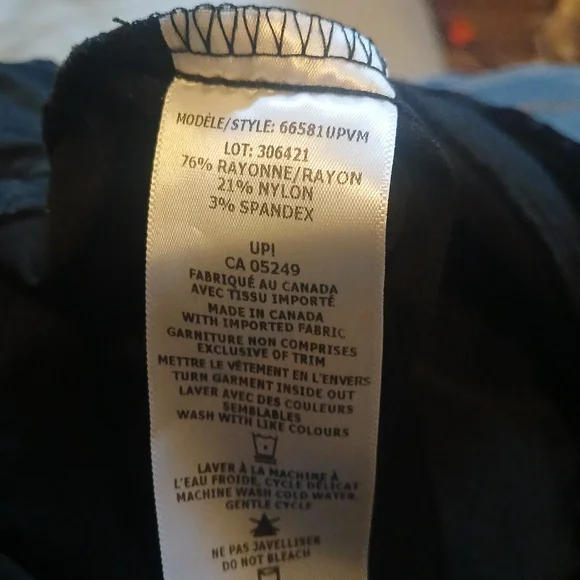 MODÈLE/STYLE: 66581UPVM
LOT: 306421
76% RAYONNE/RAYON
21% NYLON
3% SPANDEX
UP!
CA 05249
FABRIQUÉ AU CANADA
AVEC TISSU IMPORTÉ
MADE IN CANADA
WITH IMPORTED FABRIC
GARNITURE NON COMPRISES
EXCLUSIVE OF TRIM
METTRE LE VÊTEMENT EN L'ENVERS
TURN GARMENT INSIDE OUT
LAVER AVEC DES COULEURS
SEMBLABLES
WASH WITH LIKE COLOURS
LAVER À LA MACHINE À
L'EAU FROIDE, CYCLE DÉLICAT
MACHINE WASH COLD WATER,
GENTLE CYCLE
NE PAS JAVELLISER
DO NOT BLEACH